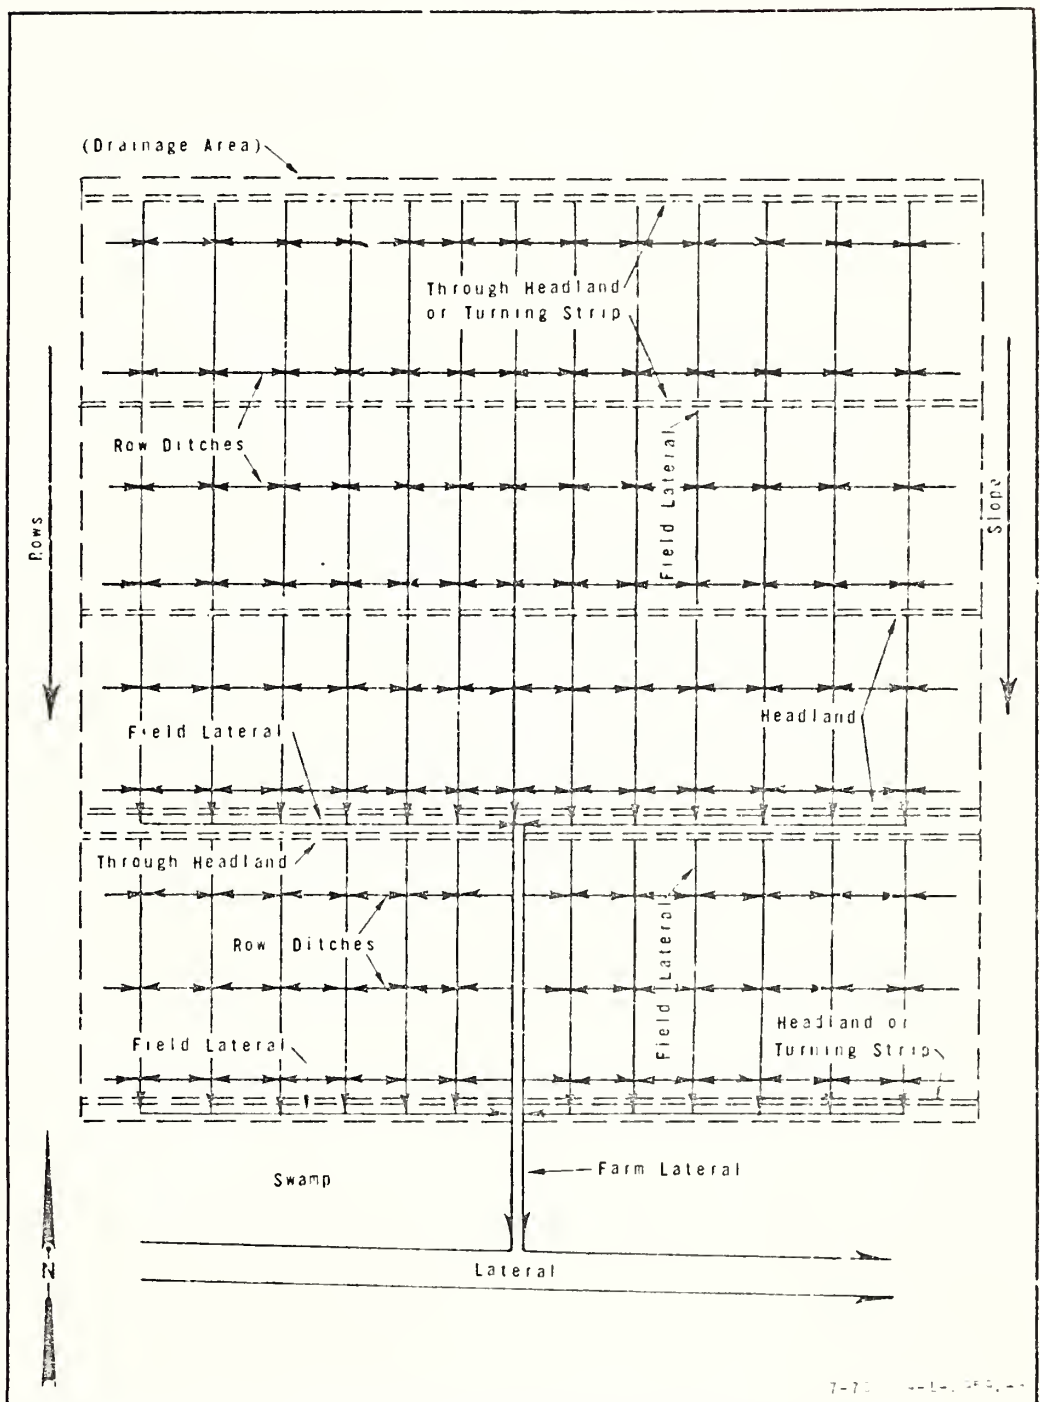 (Drainage Area)
Through Headland
or Turning Strip
Row Ditches
Field Lateral
Rows
Slope
Headland
Field Lateral
Through Headland
Row Ditches
Field Lateral
Headland or
Turning Strip
Field Lateral
Farm Lateral
Swamp
Lateral
N